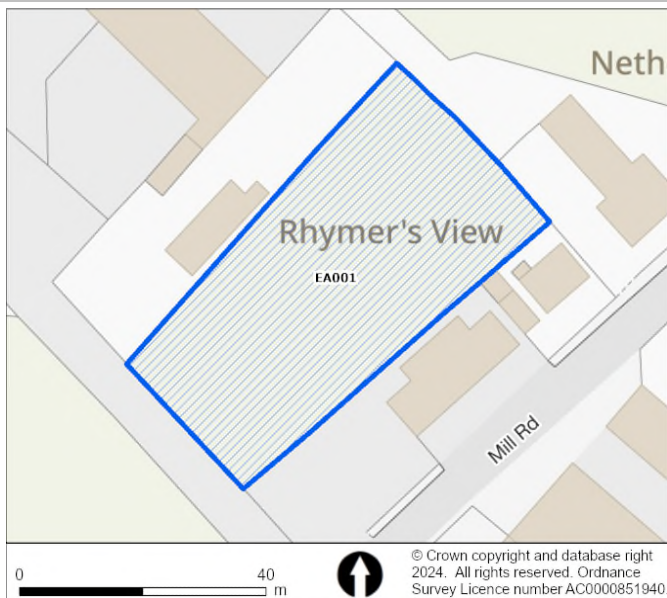 Neth
Rhymer's View
EA001
Mill Rd
0
40
m
© Crown copyright and database right
2024. All rights reserved. Ordnance
Survey Licence number AC0000851940